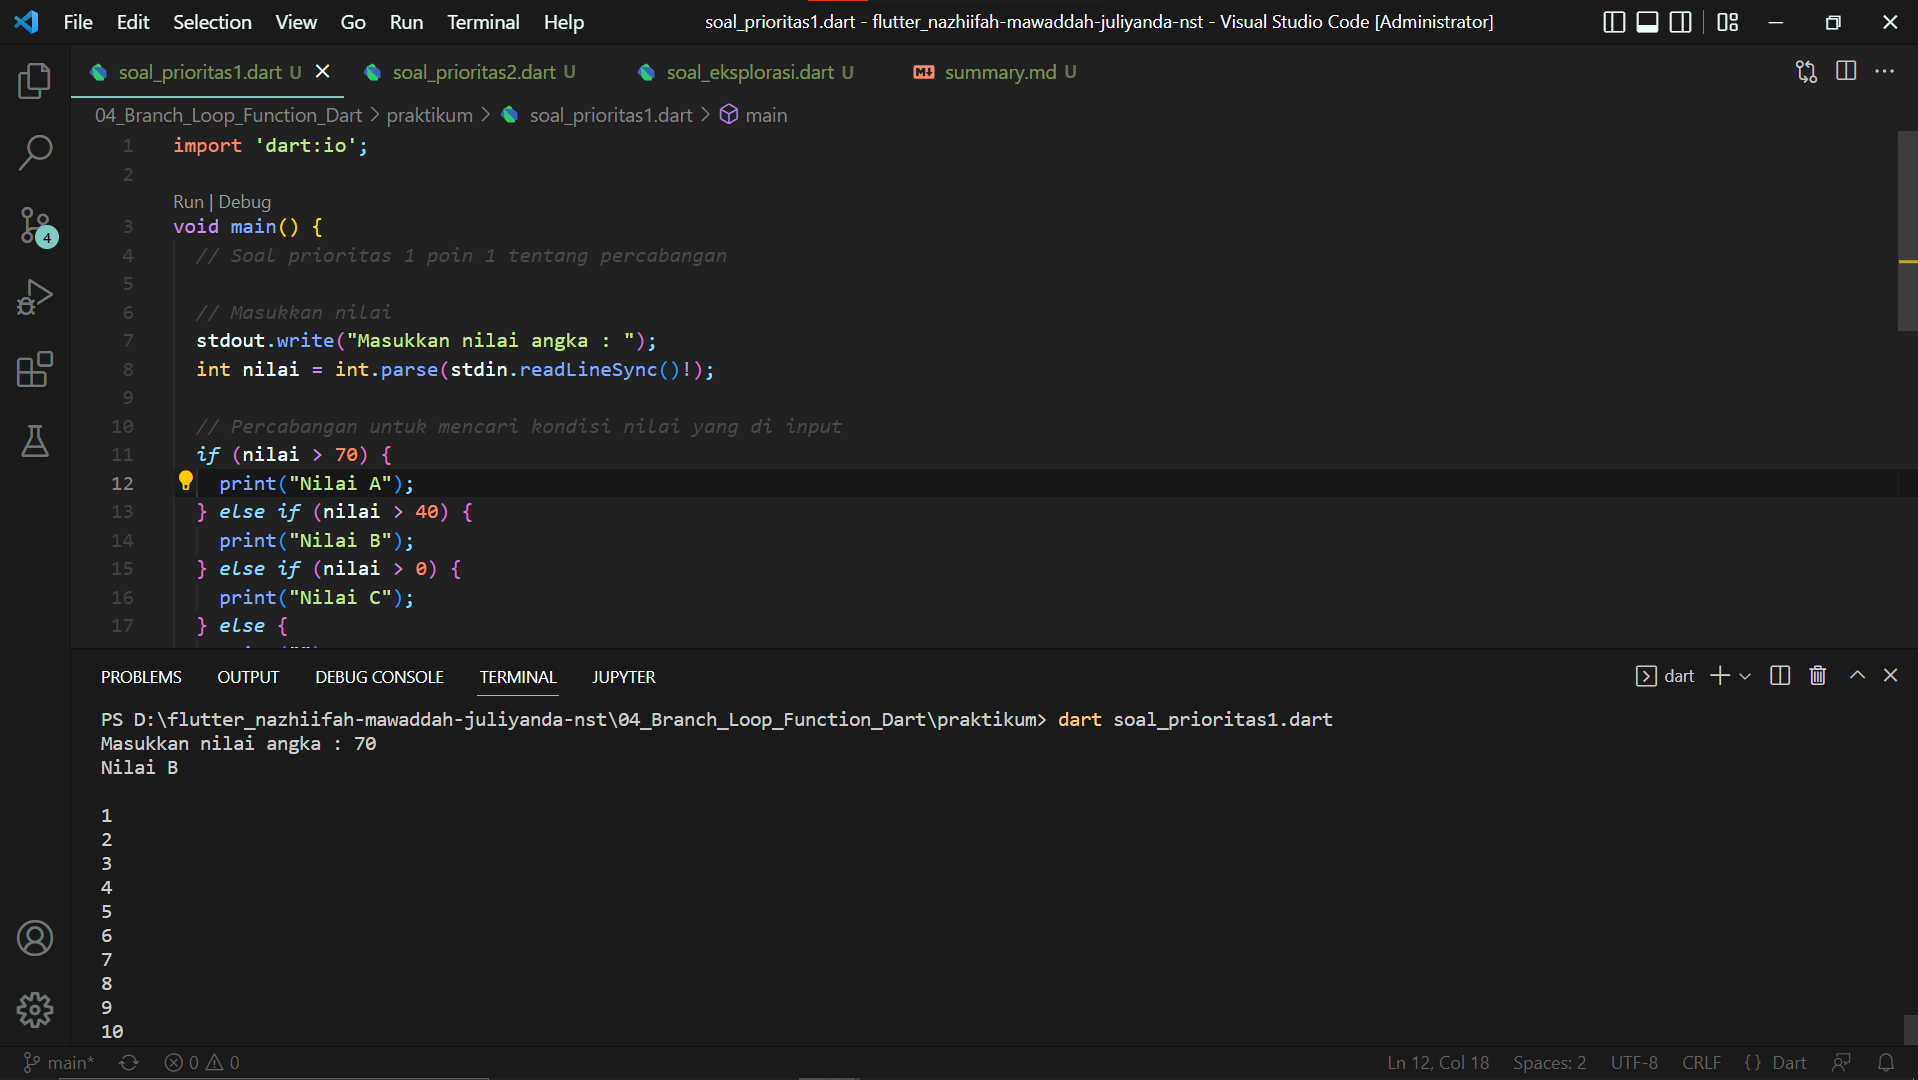 File Edit Selection View Go Run Terminal Help soal_prioritas1.dart - flutter_nazhiifah-mawaddah-juliyanda-nst - Visual Studio Code [Administrator]
soal_prioritas1.dart U soal_prioritas2.dart U soal_eksplorasi.dart U summary.md U
04_Branch_Loop_Function_Dart > praktikum > soal_prioritas1.dart > main
1 import 'dart:io';
2
Run | Debug
3 void main() {
4 // Soal prioritas 1 poin 1 tentang percabangan
5
6 // Masukkan nilai
7 stdout.write("Masukkan nilai angka : ");
8 int nilai = int.parse(stdin.readLineSync()!);
9
10 // Percabangan untuk mencari kondisi nilai yang di input
11 if (nilai > 70) {
12 print("Nilai A");
13 } else if (nilai > 40) {
14 print("Nilai B");
15 } else if (nilai > 0) {
16 print("Nilai C");
17 } else {
PROBLEMS OUTPUT DEBUG CONSOLE TERMINAL JUPYTER dart
PS D:\flutter_nazhiifah-mawaddah-juliyanda-nst\04_Branch_Loop_Function_Dart\praktikum> dart soal_prioritas1.dart
Masukkan nilai angka : 70
Nilai B
1
2
3
4
5
6
7
8
9
10
4
main* 0 0 Ln 12, Col 18 Spaces: 2 UTF-8 CRLF {} Dart